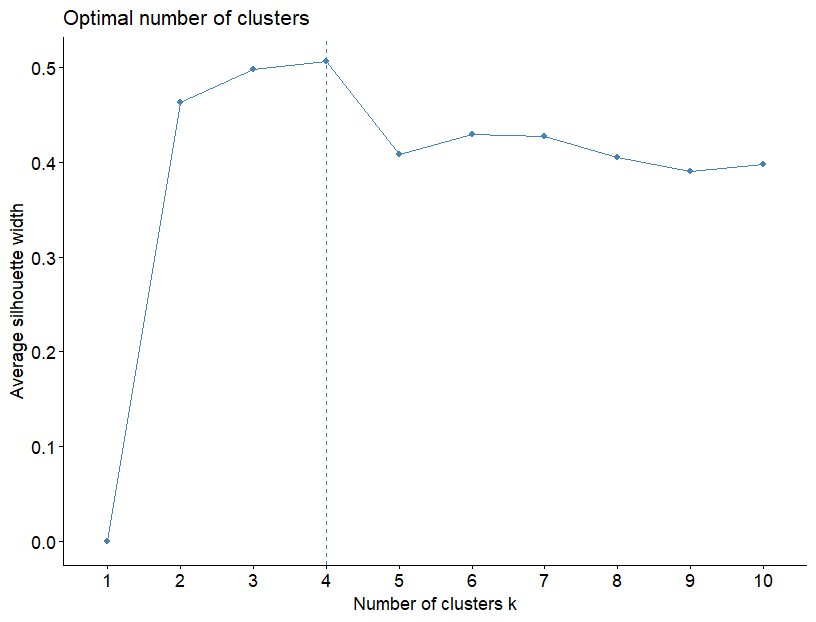 Optimal number of clusters
Average silhouette width
0.5
0.4
0.3
0.2
0.1
0.0
1 2 3 4 5 6 7 8 9 10
Number of clusters k